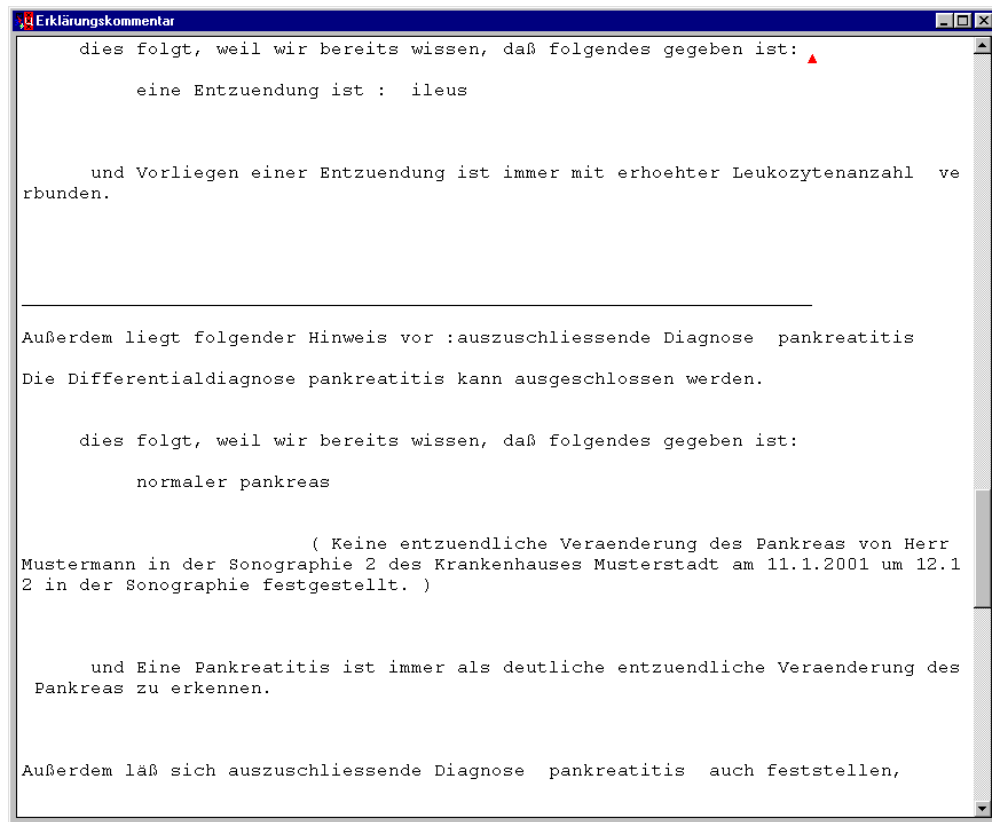 Erklärungskommentar
dies folgt, weil wir bereits wissen, daß folgendes gegeben ist:
eine Entzuendung ist :  ileus
und Vorliegen einer Entzuendung ist immer mit erhoehter Leukozytenanzahl  ve
rbunden.
Außerdem liegt folgender Hinweis vor :auszuschliessende Diagnose  pankreatitis
Die Differentialdiagnose pankreatitis kann ausgeschlossen werden.
dies folgt, weil wir bereits wissen, daß folgendes gegeben ist:
normaler pankreas
( Keine entzuendliche Veraenderung des Pankreas von Herr
Mustermann in der Sonographie 2 des Krankenhauses Musterstadt am 11.1.2001 um 12.1
2 in der Sonographie festgestellt. )
und Eine Pankreatitis ist immer als deutliche entzuendliche Veraenderung des
Pankreas zu erkennen.
Außerdem läß sich auszuschliessende Diagnose  pankreatitis  auch feststellen,